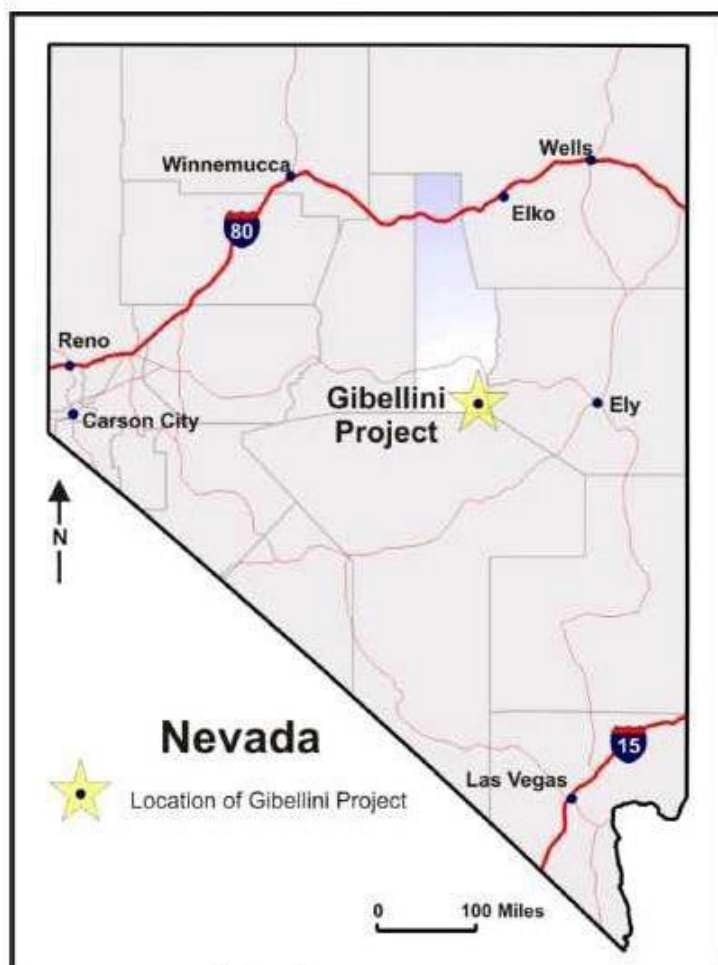 Winnemucca
Wells
Elko
80
Reno
Carson City
Gibellini
Project
Ely
N
Nevada
Location of Gibellini Project
15
Las Vegas
0 100 Miles